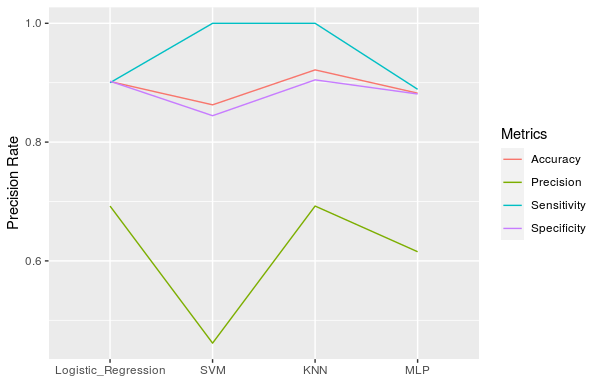 1.0
0.8
0.6
Precision Rate
Logistic_Regression SVM KNN MLP
Metrics
Accuracy
Precision
Sensitivity
Specificity